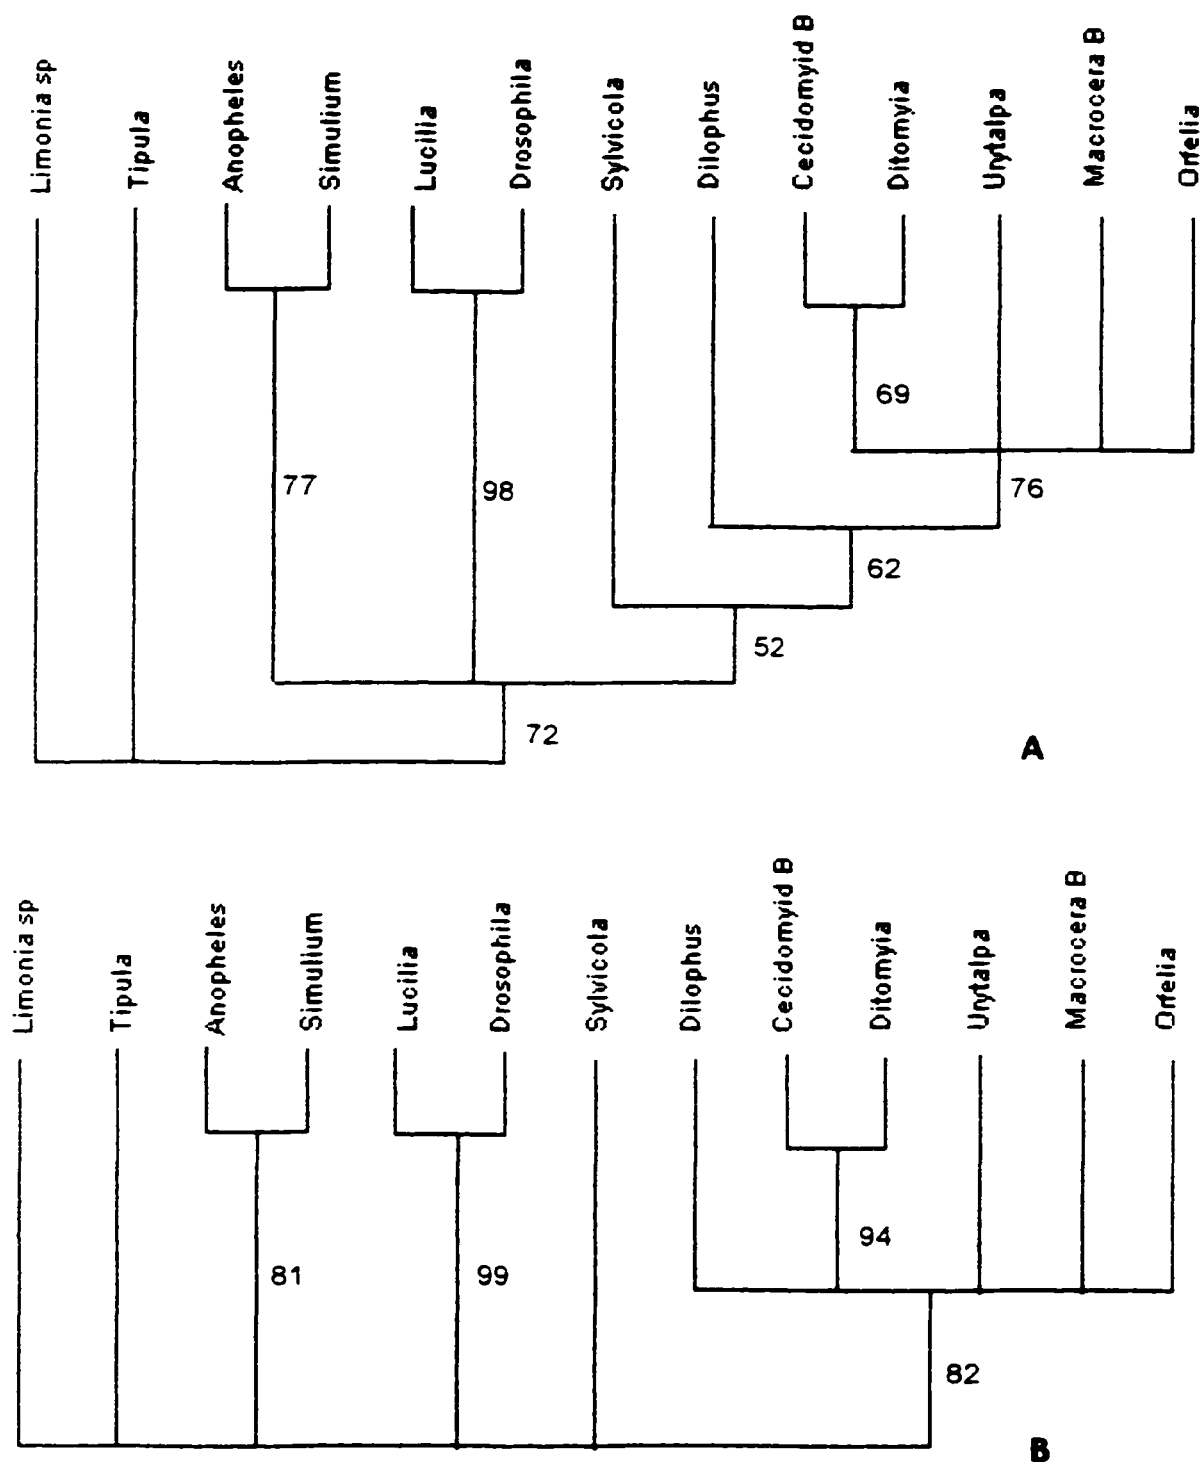 Limonia sp
Tipula
Anopheles
Simulium
Lucilia
Drosophila
Sylvicola
Dilophus
Cecidomyid B
Ditomyia
Urytalpa
Macrocera B
Orfelia
69
77
98
76
62
52
72
A
Limonia sp
Tipula
Anopheles
Simulium
Lucilia
Drosophila
Sylvicola
Dilophus
Cecidomyid B
Ditomyia
Urytalpa
Macrocera B
Orfelia
94
81
99
82
B